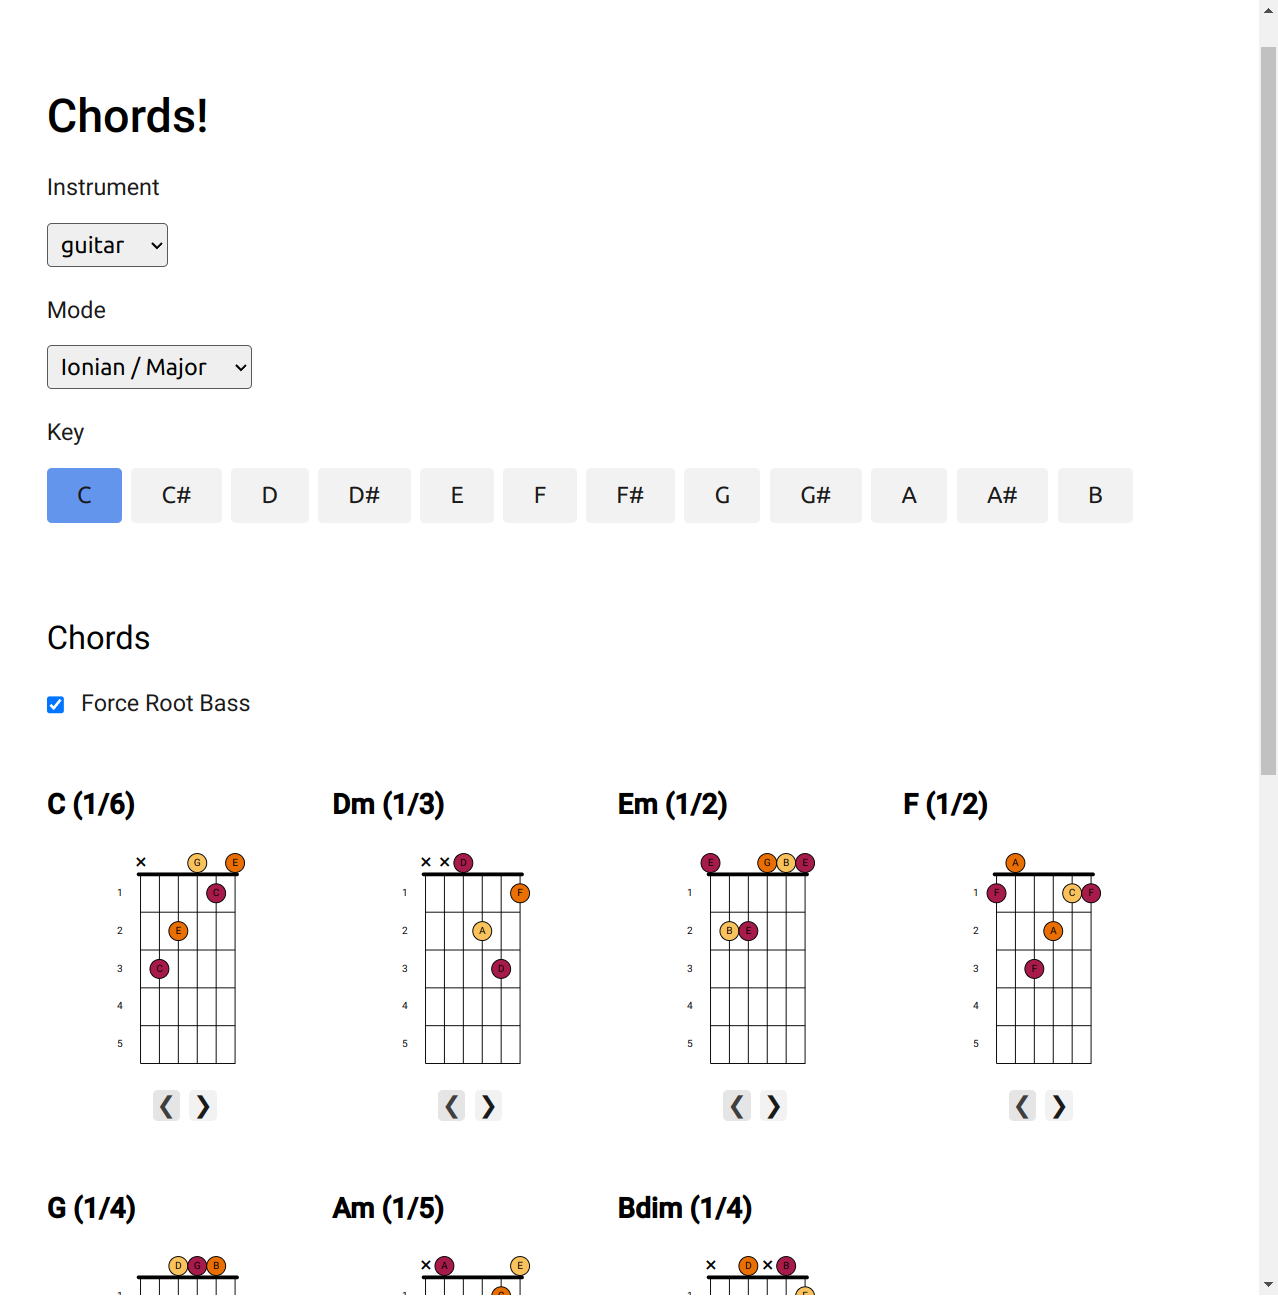 Chords!
Instrument
guitar
Mode
Ionian / Major
Key
C C# D D# E F F# G G# A A# B
Chords
Force Root Bass
C (1/6) Dm (1/3) Em (1/2) F (1/2)
× G E × × D E G B E A
1 C 1 F 1 1 F C F
2 E 2 A 2 B E 2 A
3 C 3 D 3 3 F
4 4 4 4
5 5 5 5
❮ ❯ ❮ ❯ ❮ ❯ ❮ ❯
G (1/4) Am (1/5) Bdim (1/4)
D G B × A E × D × B